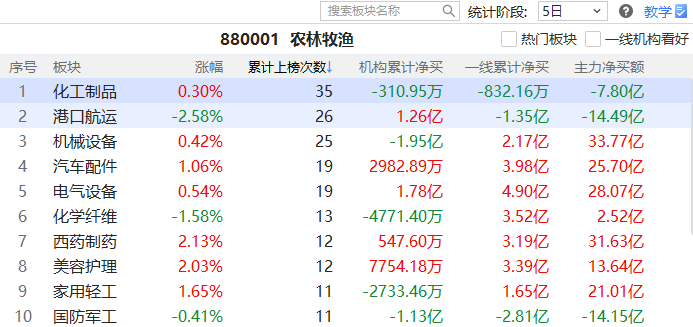 搜索板块名称 统计阶段: 5日 ? 教学
880001 农林牧渔 热门板块 一线机构看好
序号 板块 涨幅 累计上榜次数↓ 机构累计净买 一线累计净买 主力净买额
1 化工制品 0.30% 35 -310.95万 -832.16万 -7.80亿
2 港口航运 -2.58% 26 1.26亿 -1.35亿 -14.49亿
3 机械设备 0.42% 25 -1.95亿 2.17亿 33.77亿
4 汽车配件 1.06% 19 2982.89万 3.98亿 25.70亿
5 电气设备 0.54% 19 1.78亿 4.90亿 28.07亿
6 化学纤维 -1.58% 13 -4771.40万 3.52亿 2.52亿
7 西药制药 2.13% 12 547.60万 3.19亿 31.63亿
8 美容护理 2.03% 12 7754.18万 3.39亿 13.64亿
9 家用轻工 1.65% 11 -2733.46万 1.65亿 21.01亿
10 国防军工 -0.41% 11 -1.13亿 -2.81亿 -14.15亿